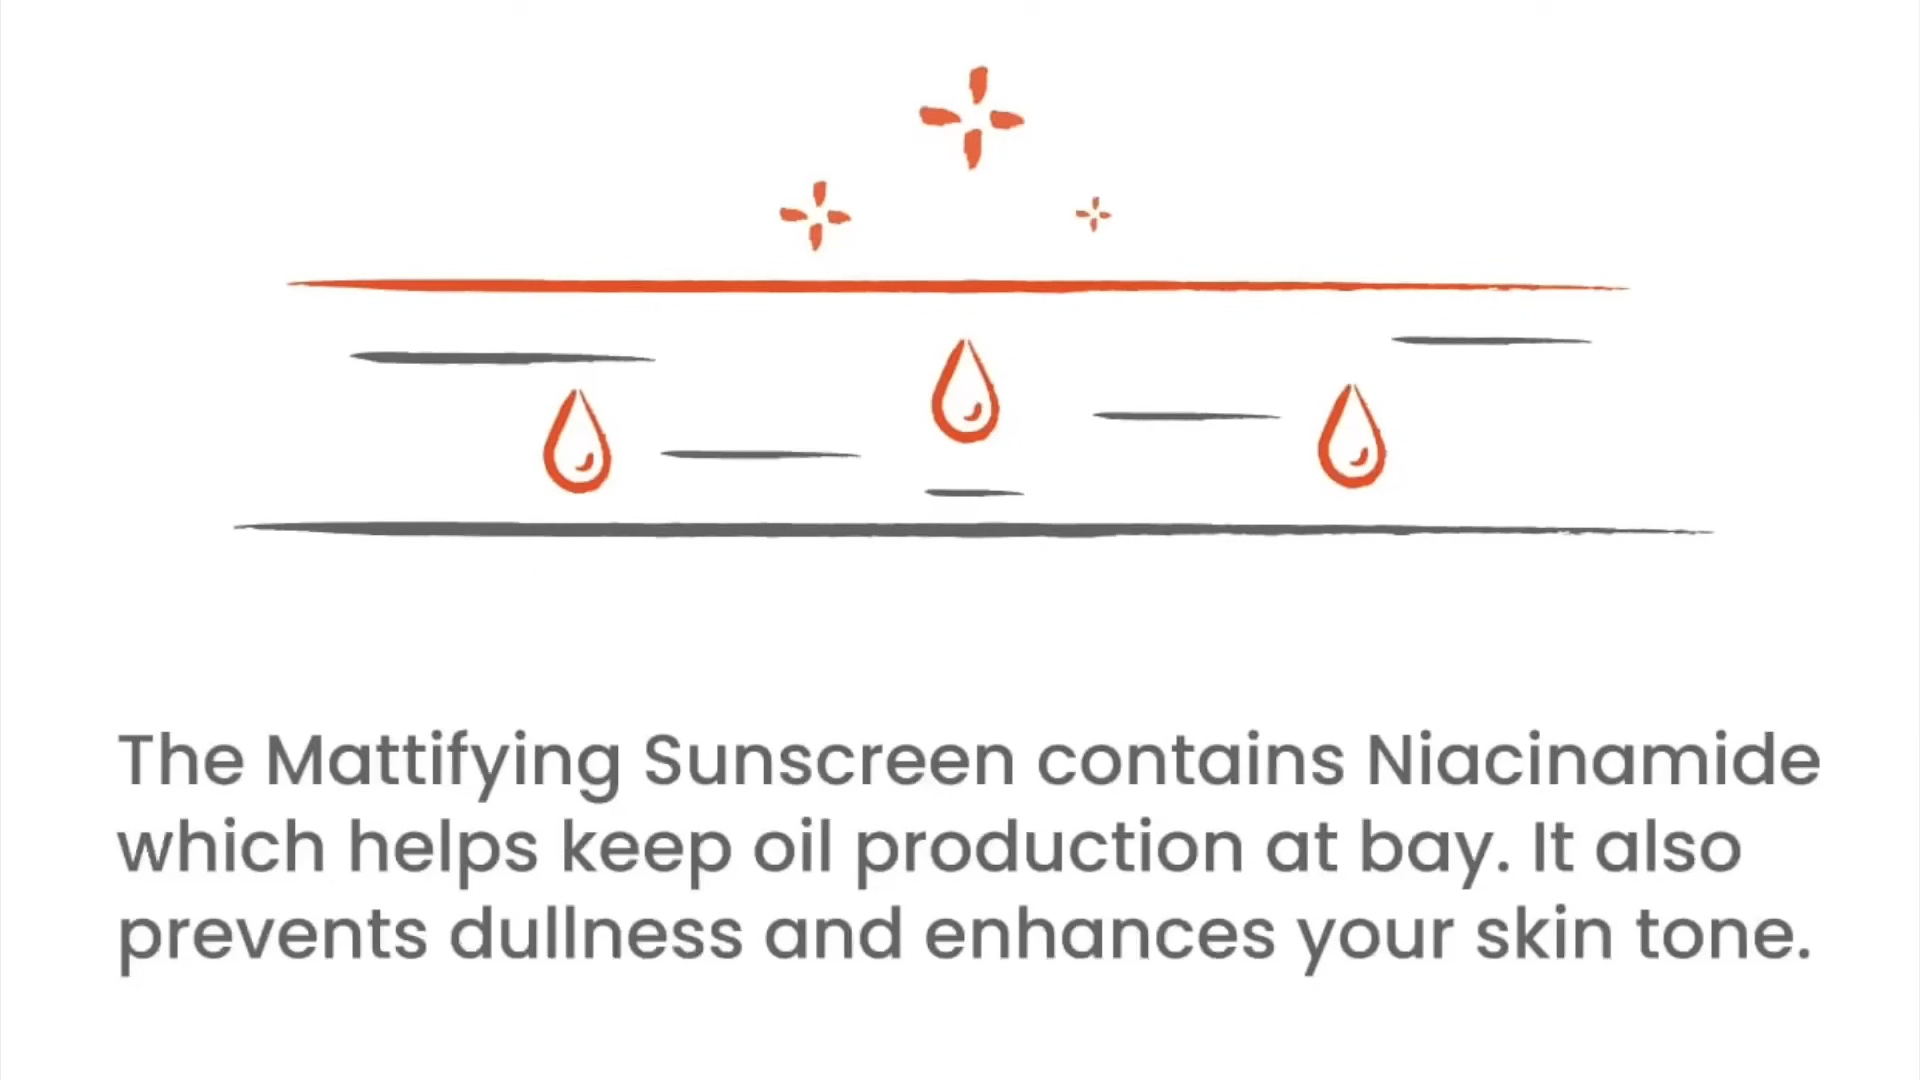 The Mattifying Sunscreen contains Niacinamide
which helps keep oil production at bay. It also
prevents dullness and enhances your skin tone.